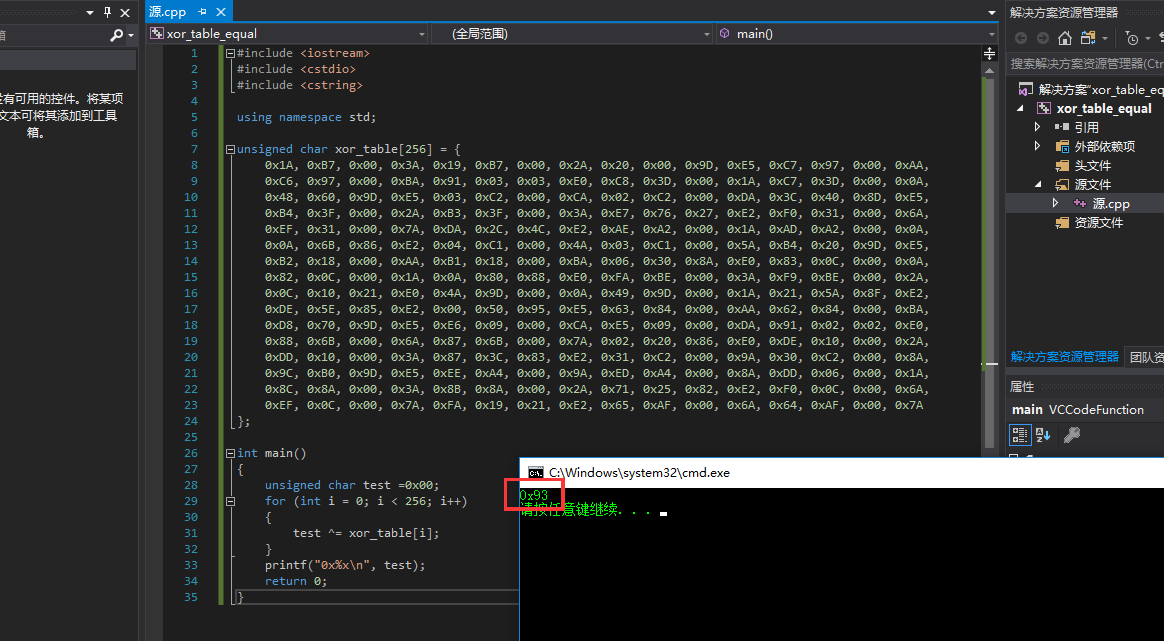 源.cpp
箱
xor_table_equal
(全局范围)
main()
有可用的控件。将某项
文本可将其添加到工具
箱。
1 #include <iostream>
2 #include <cstdio>
3 #include <cstring>
4
5 using namespace std;
6
7 unsigned char xor_table[256] = {
8 0x1A, 0xB7, 0x00, 0x3A, 0x19, 0xB7, 0x00, 0x2A, 0x20, 0x00, 0x9D, 0xE5, 0xC7, 0x97, 0x00, 0xAA,
9 0xC6, 0x97, 0x00, 0xBA, 0x91, 0x03, 0x03, 0xE0, 0xC8, 0x3D, 0x00, 0x1A, 0xC7, 0x3D, 0x00, 0x0A,
10 0x48, 0x60, 0x9D, 0xE5, 0x03, 0xC2, 0x00, 0xCA, 0x02, 0xC2, 0x00, 0xDA, 0x3C, 0x40, 0x8D, 0xE5,
11 0xB4, 0x3F, 0x00, 0x2A, 0xB3, 0x3F, 0x00, 0x3A, 0xE7, 0x76, 0x27, 0xE2, 0xF0, 0x31, 0x00, 0x6A,
12 0xEF, 0x31, 0x00, 0x7A, 0xDA, 0x2C, 0x4C, 0xE2, 0xAE, 0xA2, 0x00, 0x1A, 0xAD, 0xA2, 0x00, 0x0A,
13 0x0A, 0x6B, 0x86, 0xE2, 0x04, 0xC1, 0x00, 0x4A, 0x03, 0xC1, 0x00, 0x5A, 0xB4, 0x20, 0x9D, 0xE5,
14 0xB2, 0x18, 0x00, 0xAA, 0xB1, 0x18, 0x00, 0xBA, 0x06, 0x30, 0x8A, 0xE0, 0x83, 0x0C, 0x00, 0x0A,
15 0x82, 0x0C, 0x00, 0x1A, 0x0A, 0x80, 0x88, 0xE0, 0xFA, 0xBE, 0x00, 0x3A, 0xF9, 0xBE, 0x00, 0x2A,
16 0x0C, 0x10, 0x21, 0xE0, 0x4A, 0x9D, 0x00, 0x0A, 0x49, 0x9D, 0x00, 0x1A, 0x21, 0x5A, 0x8F, 0xE2,
17 0xDE, 0x5E, 0x85, 0xE2, 0x00, 0x50, 0x95, 0xE5, 0x63, 0x84, 0x00, 0xAA, 0x62, 0x84, 0x00, 0xBA,
18 0xD8, 0x70, 0x9D, 0xE5, 0xE6, 0x09, 0x00, 0xCA, 0xE5, 0x09, 0x00, 0xDA, 0x91, 0x02, 0x02, 0xE0,
19 0x88, 0x6B, 0x00, 0x6A, 0x87, 0x6B, 0x00, 0x7A, 0x02, 0x20, 0x86, 0xE0, 0xDE, 0x10, 0x00, 0x2A,
20 0xDD, 0x10, 0x00, 0x3A, 0x87, 0x3C, 0x83, 0xE2, 0x31, 0xC2, 0x00, 0x9A, 0x30, 0xC2, 0x00, 0x8A,
21 0x9C, 0xB0, 0x9D, 0xE5, 0xEE, 0xA4, 0x00, 0x9A, 0xED, 0xA4, 0x00, 0x8A, 0xDD, 0x06, 0x00, 0x1A,
22 0x8C, 0x8A, 0x00, 0x3A, 0x8B, 0x8A, 0x00, 0x2A, 0x71, 0x25, 0x82, 0xE2, 0xF0, 0x0C, 0x00, 0x6A,
23 0xEF, 0x0C, 0x00, 0x7A, 0xFA, 0x19, 0x21, 0xE2, 0x65, 0xAF, 0x00, 0x6A, 0x64, 0xAF, 0x00, 0x7A
24 };
25
26 int main()
27 {
28 unsigned char test =0x00;
29 for (int i = 0; i < 256; i++)
30 {
31 test ^= xor_table[i];
32 }
33 printf("0x%x\n", test);
34 return 0;
35 }
C:\Windows\system32\cmd.exe
0x93
请按任意键继续. . .
解决方案资源管理器
搜索解决方案资源管理器(Ctr
解决方案"xor_table_eq
xor_table_equal
引用
外部依赖项
头文件
源文件
源.cpp
资源文件
解决方案资源管理器
团队资
属性
main VCCodeFunction